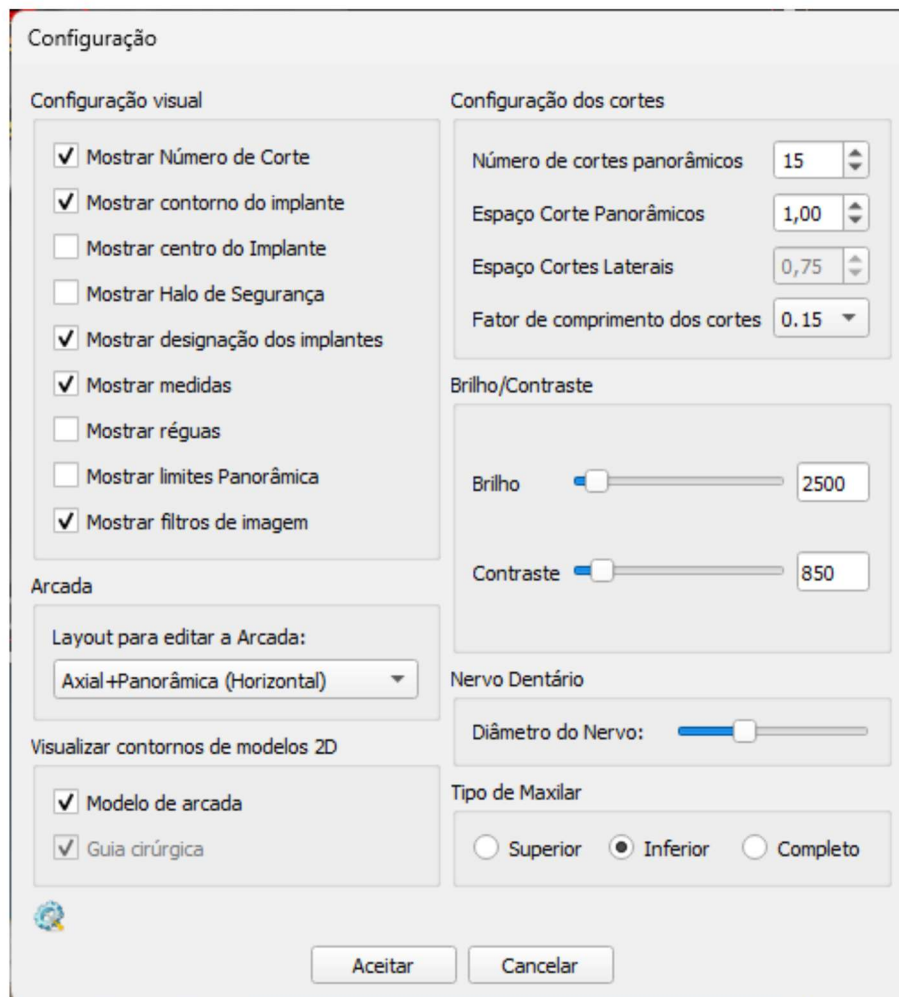 Configuração
Configuração visual
Mostrar Número de Corte
Mostrar contorno do implante
Mostrar centro do Implante
Mostrar Halo de Segurança
Mostrar designação dos implantes
Mostrar medidas
Mostrar réguas
Mostrar limites Panorâmica
Mostrar filtros de imagem
Arcada
Layout para editar a Arcada:
Axial+Panorâmica (Horizontal)
Visualizar contornos de modelos 2D
Modelo de arcada
Guia cirúrgica
Configuração dos cortes
Número de cortes panorâmicos 15
Espaço Corte Panorâmicos 1,00
Espaço Cortes Laterais 0,75
Fator de comprimento dos cortes 0.15
Brilho/Contraste
Brilho 2500
Contraste 850
Nervo Dentário
Diâmetro do Nervo:
Tipo de Maxilar
Superior Inferior Completo
Aceitar Cancelar